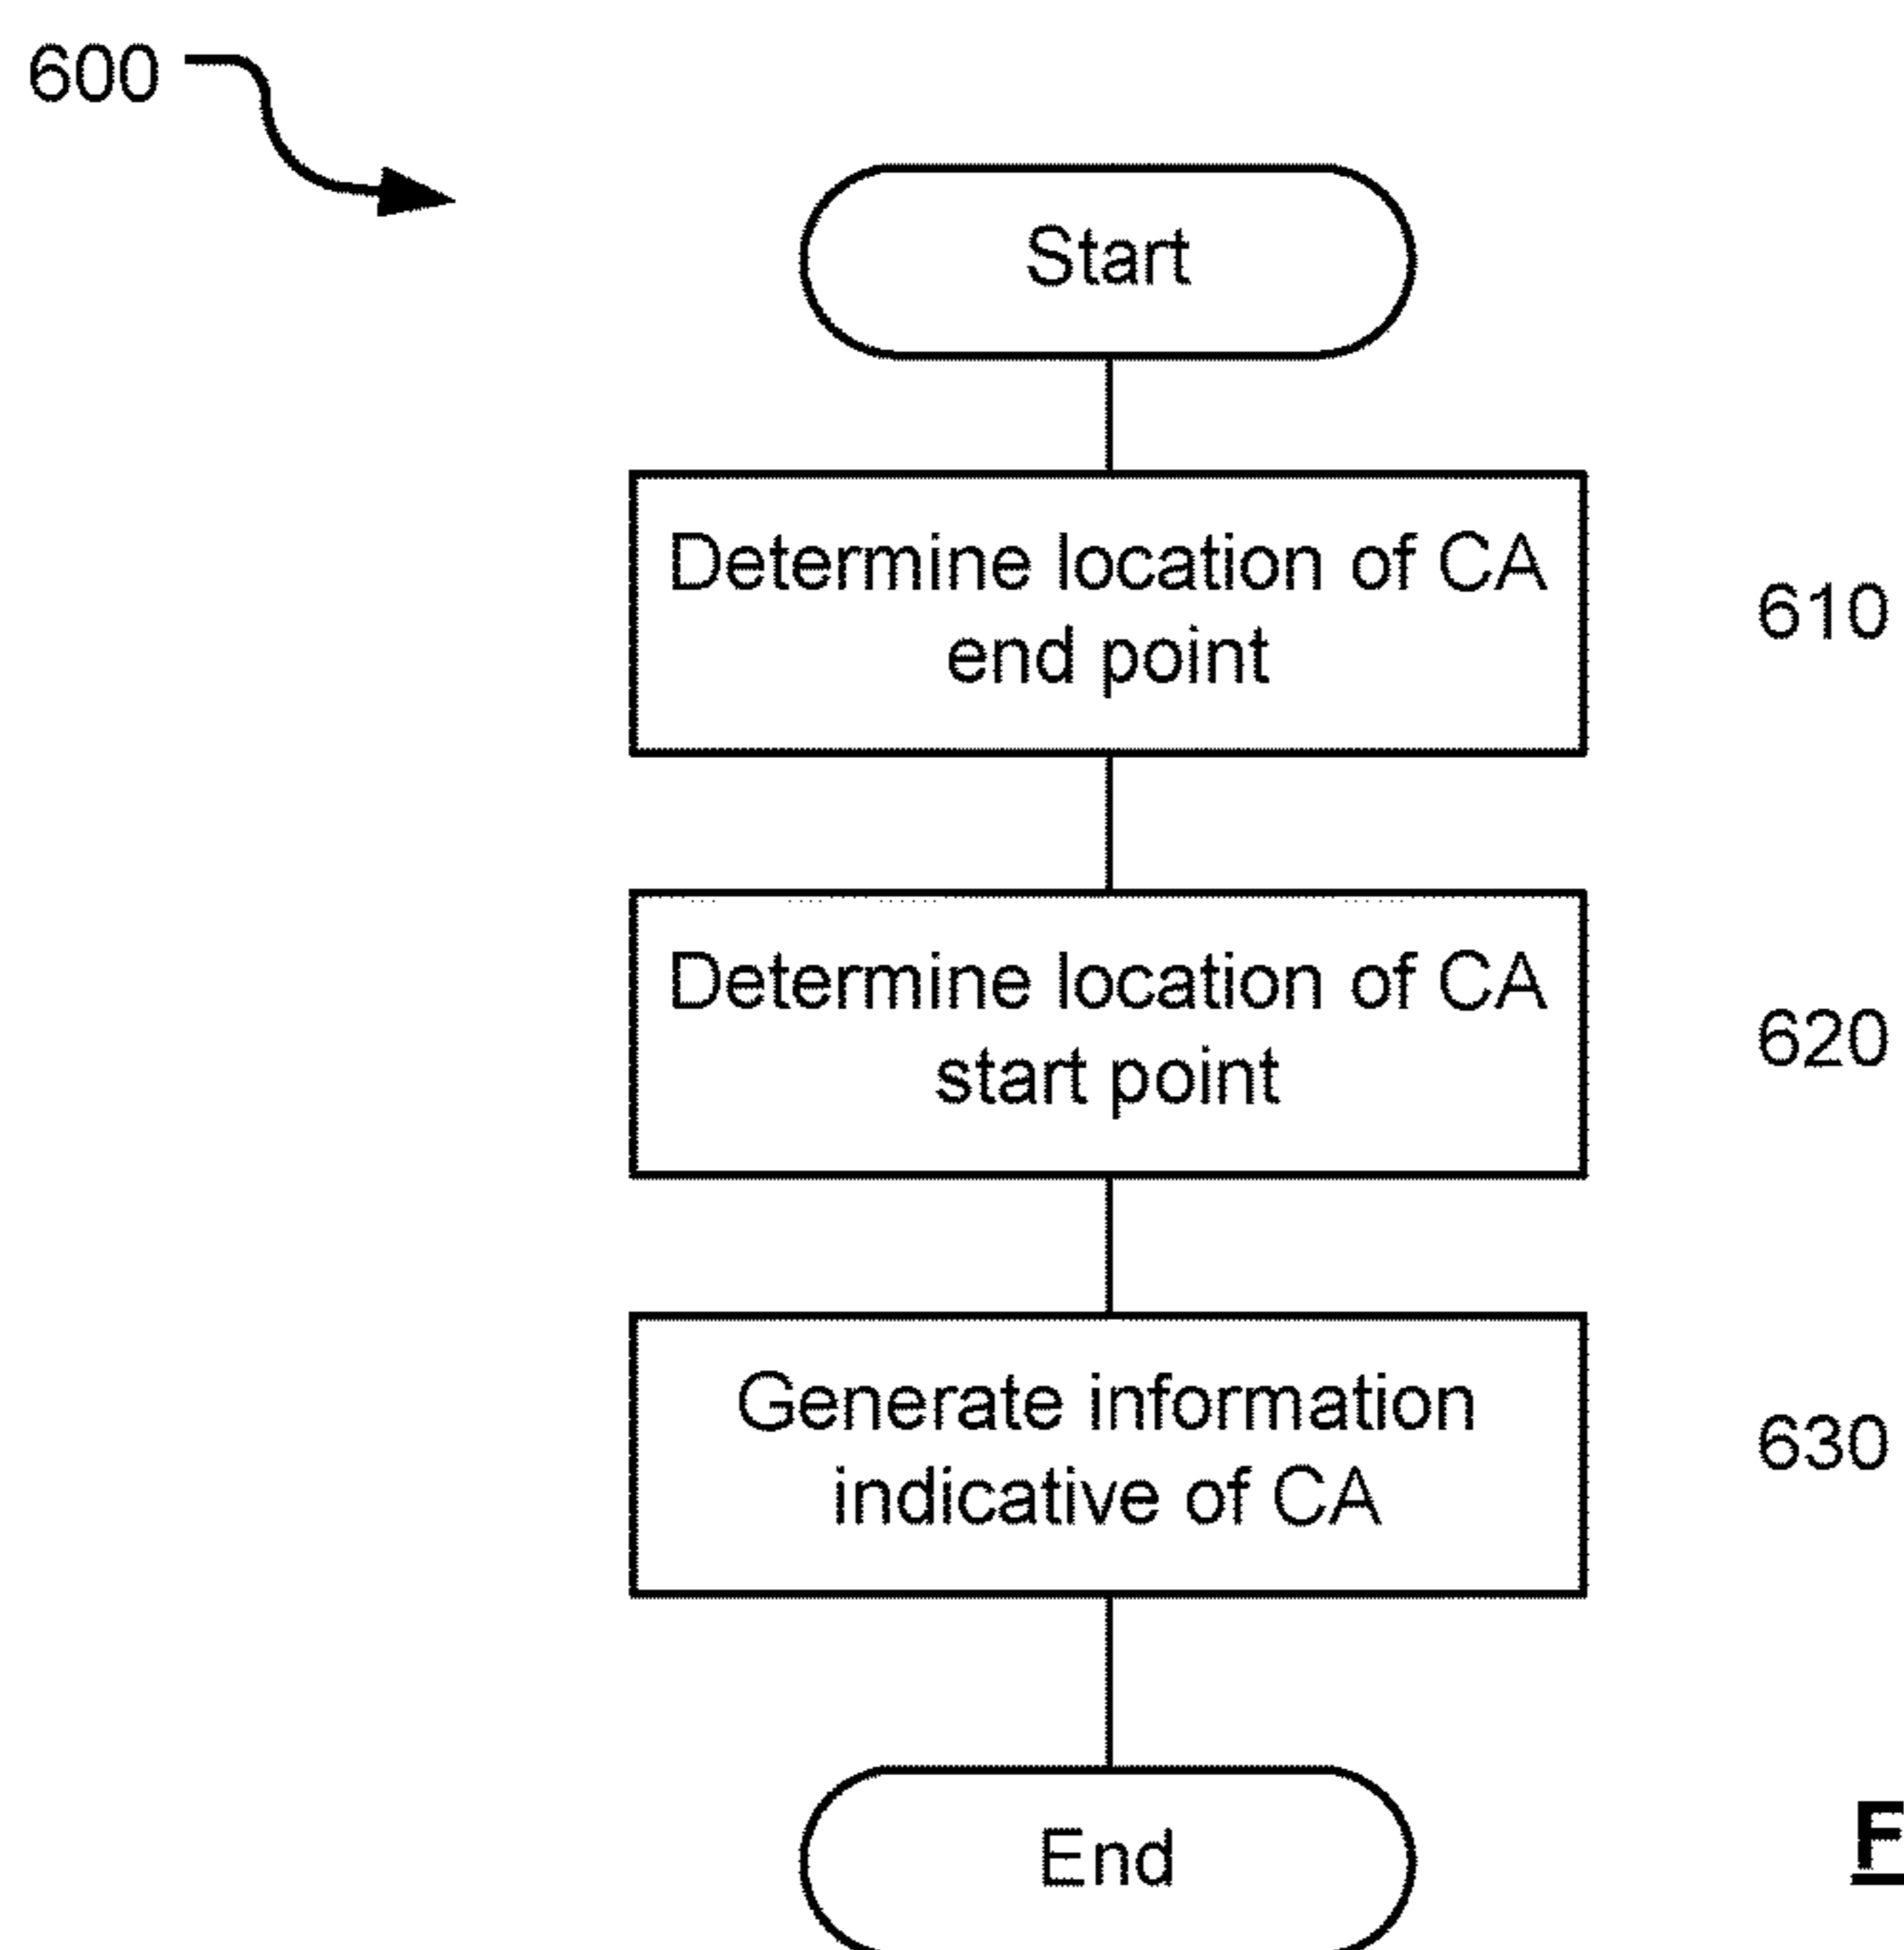 600
Start
Determine location of CA
end point
610
Determine location of CA
start point
620
Generate information
indicative of CA
630
End
F